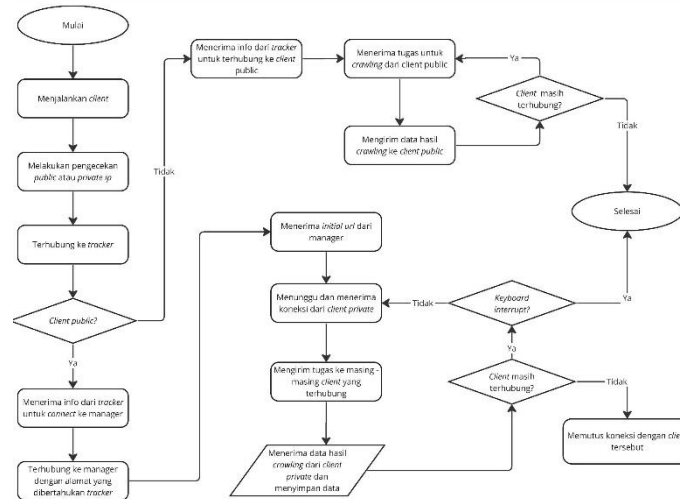 Mulai
Menjalankan client
Melakukan pengecekan
public atau private ip
Terhubung ke tracker
Client public?
Ya
Tidak
Menerima info dari tracker
untuk connect ke manager
Terhubung ke manager
dengan alamat yang
dibertahukan tracker
Menerima info dari tracker
untuk terhubung ke client
public
Menerima tugas untuk
crawling dari client public
Mengirim data hasil
crawling ke client public
Client masih
terhubung?
Ya
Tidak
Selesai
Menerima initial url dari
manager
Menunggu dan menerima
koneksi dari client private
Mengirim tugas ke masing -
masing client yang
terhubung
Menerima data hasil
crawling dari client
private dan
menyimpan data
Client masih
terhubung?
Ya
Tidak
Keyboard
interrupt?
Tidak
Ya
Memutus koneksi dengan
tersebut